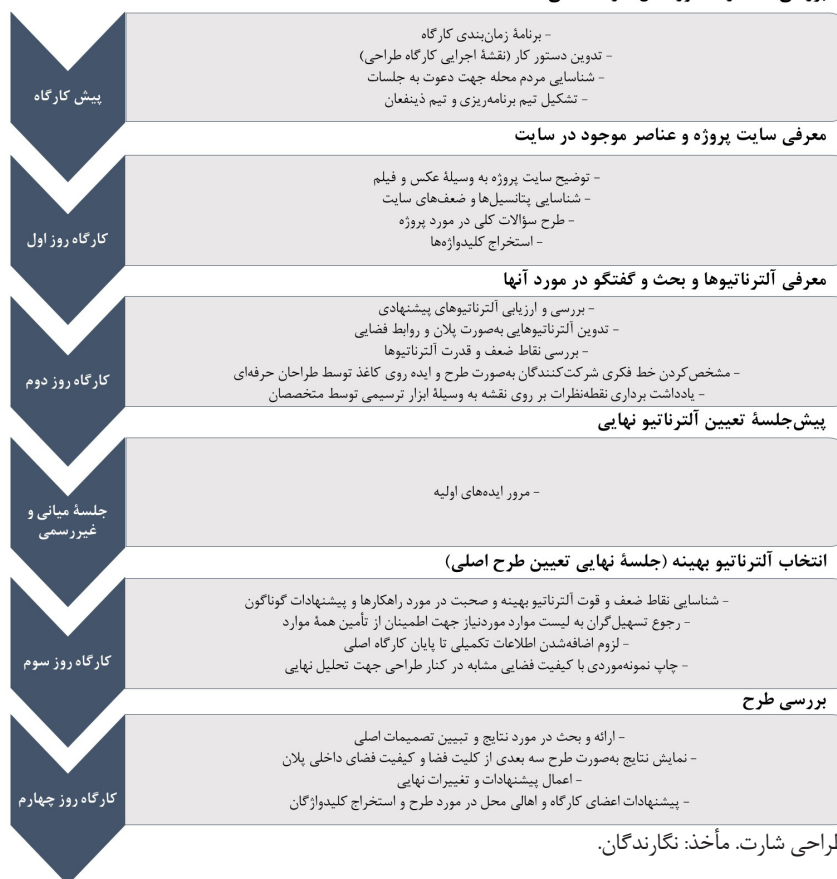 - برنامهٔ زمان‌بندی کارگاه
- تدوین دستور کار (نقشهٔ اجرایی کارگاه طراحی)
- شناسایی مردم محله جهت دعوت به جلسات
- تشکیل تیم برنامه‌ریزی و تیم ذینفعان
پیش کارگاه
معرفی سایت پروژه و عناصر موجود در سایت
- توضیح سایت پروژه به وسیلهٔ عکس و فیلم
- شناسایی پتانسیل‌ها و ضعف‌های سایت
- طرح سؤالات کلی در مورد پروژه
- استخراج کلیدواژه‌ها
کارگاه روز اول
معرفی آلترناتیوها و بحث و گفتگو در مورد آنها
- بررسی و ارزیابی آلترناتیوهای پیشنهادی
- تدوین آلترناتیوهایی به‌صورت پلان و روابط فضایی
- بررسی نقاط ضعف و قدرت آلترناتیوها
- مشخص‌کردن خط فکری شرکت‌کنندگان به‌صورت طرح و ایده روی کاغذ توسط طراحان حرفه‌ای
- یادداشت برداری نقطه‌نظرات بر روی نقشه به وسیلهٔ ابزار ترسیمی توسط متخصصان
کارگاه روز دوم
پیش‌جلسهٔ تعیین آلترناتیو نهایی
- مرور ایده‌های اولیه
جلسهٔ میانی و
غیررسمی
انتخاب آلترناتیو بهینه (جلسهٔ نهایی تعیین طرح اصلی)
- شناسایی نقاط ضعف و قوت آلترناتیو بهینه و صحبت در مورد راهکارها و پیشنهادات گوناگون
- رجوع تسهیل‌گران به لیست موارد موردنیاز جهت اطمینان از تأمین همهٔ موارد
- لزوم اضافه‌شدن اطلاعات تکمیلی تا پایان کارگاه اصلی
- چاپ نمونه‌موردی با کیفیت فضایی مشابه در کنار طراحی جهت تحلیل نهایی
کارگاه روز سوم
بررسی طرح
- ارائه و بحث در مورد نتایج و تبیین تصمیمات اصلی
- نمایش نتایج به‌صورت طرح سه بعدی از کلیت فضا و کیفیت فضای داخلی پلان
- اعمال پیشنهادات و تغییرات نهایی
- پیشنهادات اعضای کارگاه و اهالی محل در مورد طرح و استخراج کلیدواژگان
کارگاه روز چهارم
طراحی شارت. مأخذ: نگارندگان.